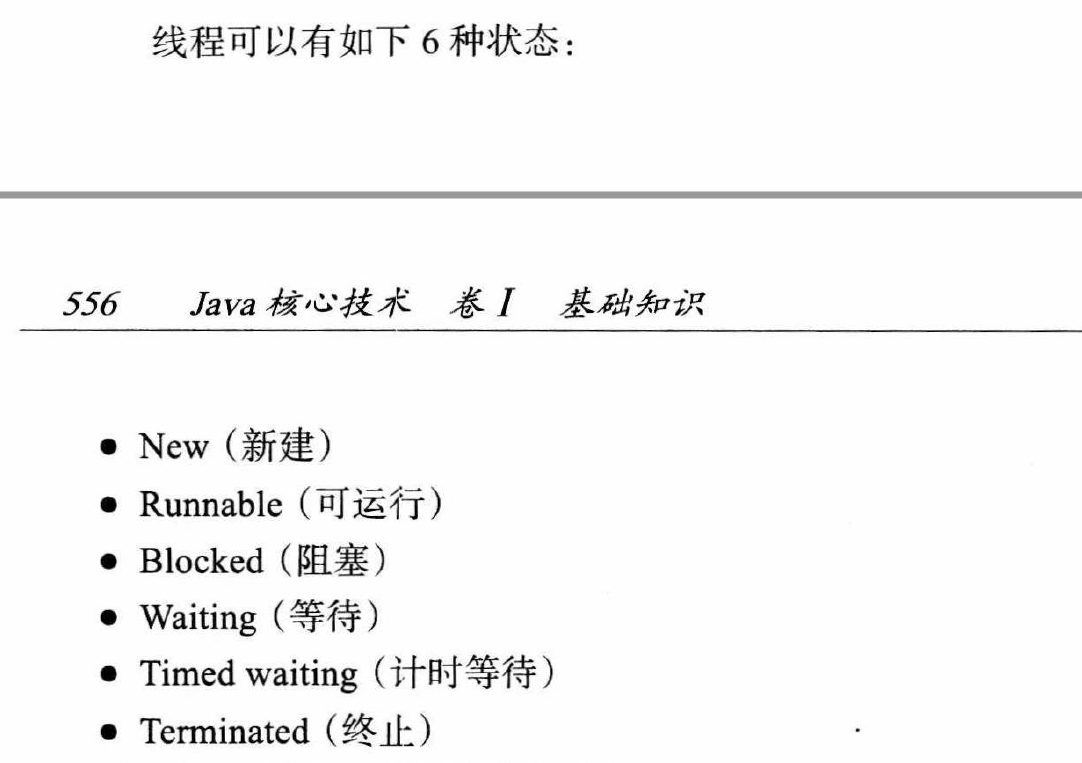 线程可以有如下 6 种状态：
556 Java 核心技术 卷 I 基础知识
● New（新建）
● Runnable（可运行）
● Blocked（阻塞）
● Waiting（等待）
● Timed waiting（计时等待）
● Terminated（终止）